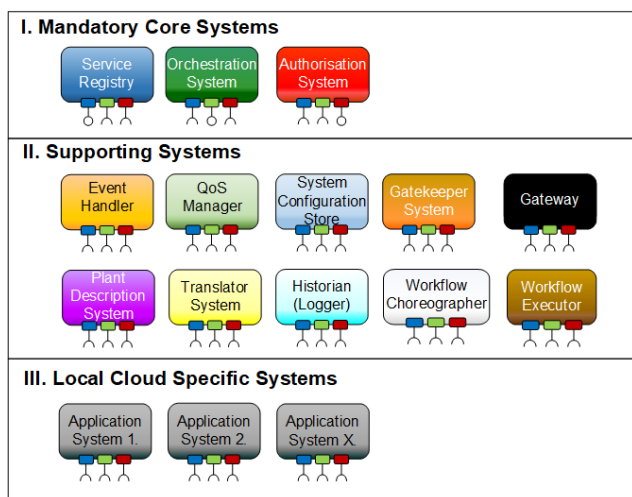 I. Mandatory Core Systems
Service
Registry
Orchestration
System
Authorisation
System
II. Supporting Systems
Event
Handler
QoS
Manager
System
Configuration
Store
Gatekeeper
System
Gateway
Plant
Description
System
Translator
System
Historian
(Logger)
Workflow
Choreographer
Workflow
Executor
III. Local Cloud Specific Systems
Application
System 1.
Application
System 2.
Application
System X.